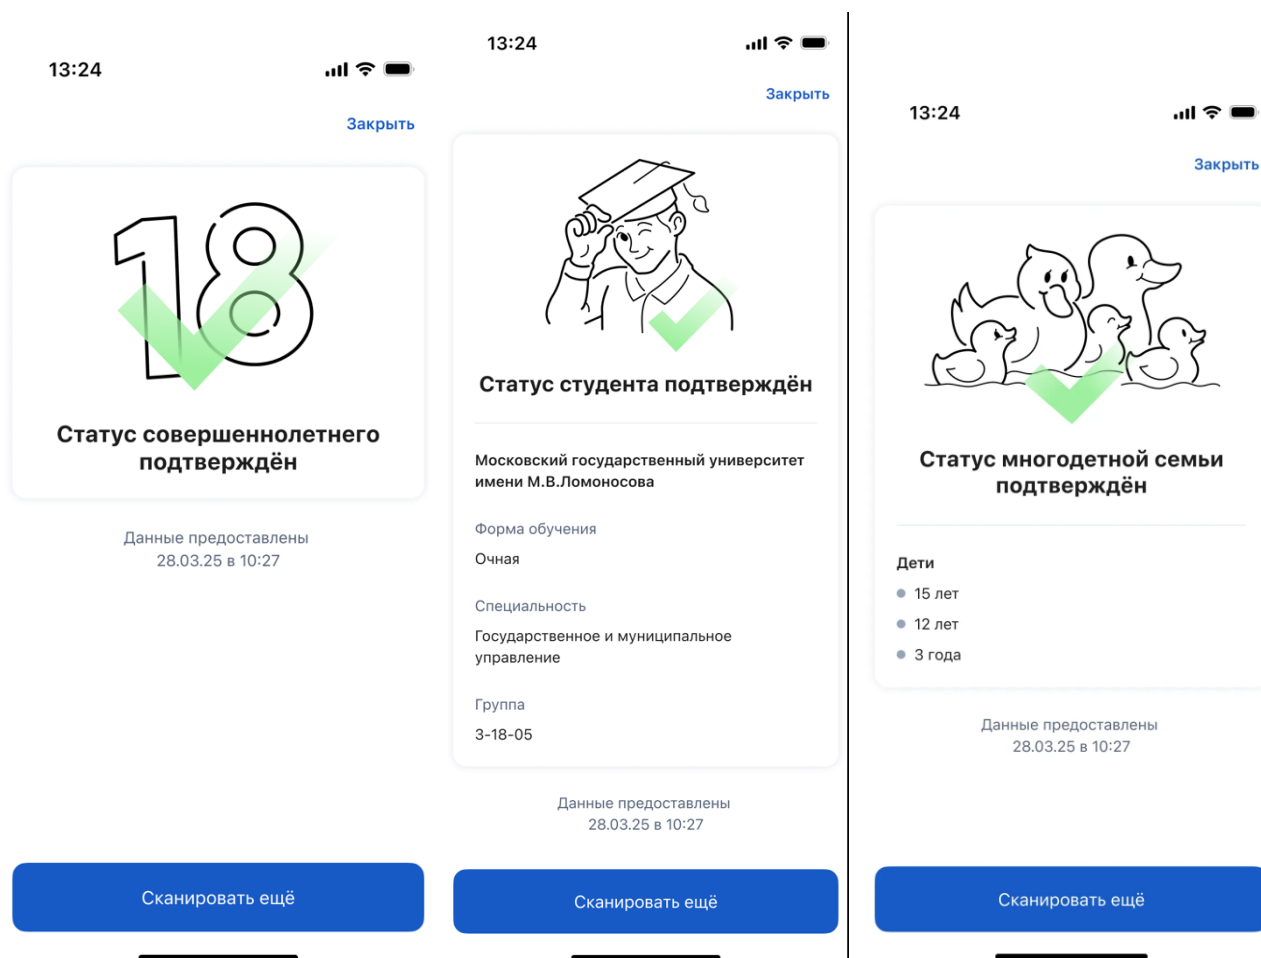 13:24
Закрыть
18
Статус совершеннолетнего
подтверждён
Данные предоставлены
28.03.25 в 10:27
Сканировать ещё
13:24
Закрыть
Статус студента подтверждён
Московский государственный университет
имени М.В.Ломоносова
Форма обучения
Очная
Специальность
Государственное и муниципальное
управление
Группа
3-18-05
Данные предоставлены
28.03.25 в 10:27
Сканировать ещё
13:24
Закрыть
Статус многодетной семьи
подтверждён
Дети
15 лет
12 лет
3 года
Данные предоставлены
28.03.25 в 10:27
Сканировать ещё